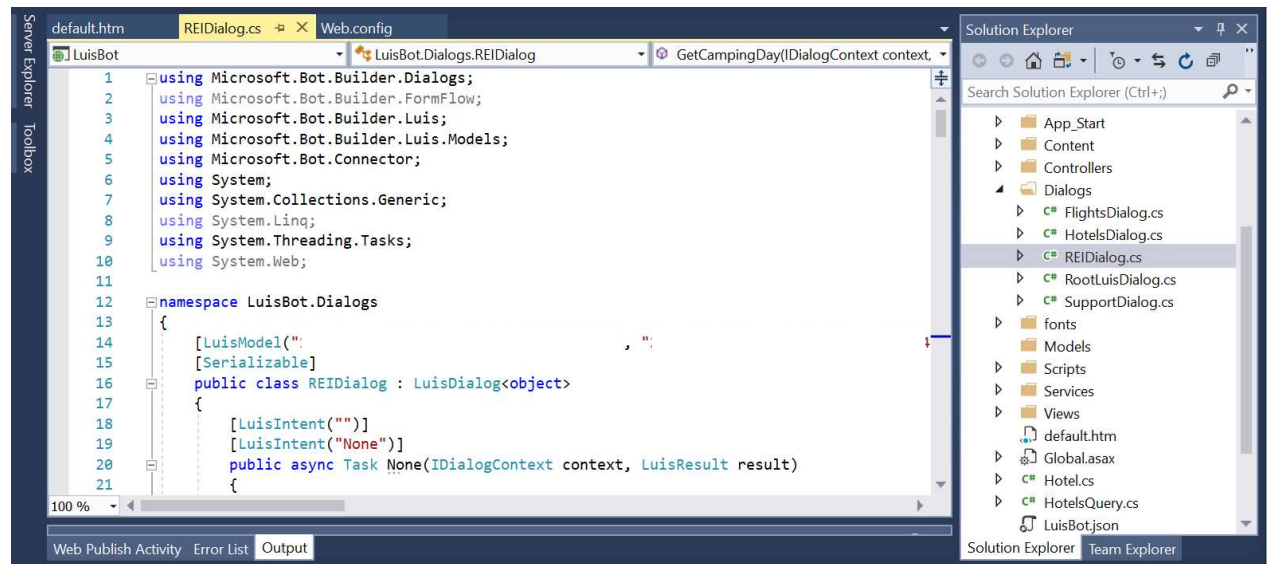 Server Explorer
Toolbox
default.htm
REIDialog.cs
Web.config
LuisBot
LuisBot.Dialogs.REIDialog
GetCampingDay(IDialogContext context,
1 using Microsoft.Bot.Builder.Dialogs;
2 using Microsoft.Bot.Builder.FormFlow;
3 using Microsoft.Bot.Builder.Luis;
4 using Microsoft.Bot.Builder.Luis.Models;
5 using Microsoft.Bot.Connector;
6 using System;
7 using System.Collections.Generic;
8 using System.Linq;
9 using System.Threading.Tasks;
10 using System.Web;
11
12 namespace LuisBot.Dialogs
13 {
14 [LuisModel(" , "
15 [Serializable]
16 public class REIDialog : LuisDialog<object>
17 {
18 [LuisIntent("")]
19 [LuisIntent("None")]
20 public async Task None(IDialogContext context, LuisResult result)
21 {
100 %
Web Publish Activity Error List Output
Solution Explorer
Search Solution Explorer (Ctrl+;)
App_Start
Content
Controllers
Dialogs
C# FlightsDialog.cs
C# HotelsDialog.cs
C# REIDialog.cs
C# RootLuisDialog.cs
C# SupportDialog.cs
fonts
Models
Scripts
Services
Views
default.htm
Global.asax
C# Hotel.cs
C# HotelsQuery.cs
LuisBot.json
Solution Explorer Team Explorer